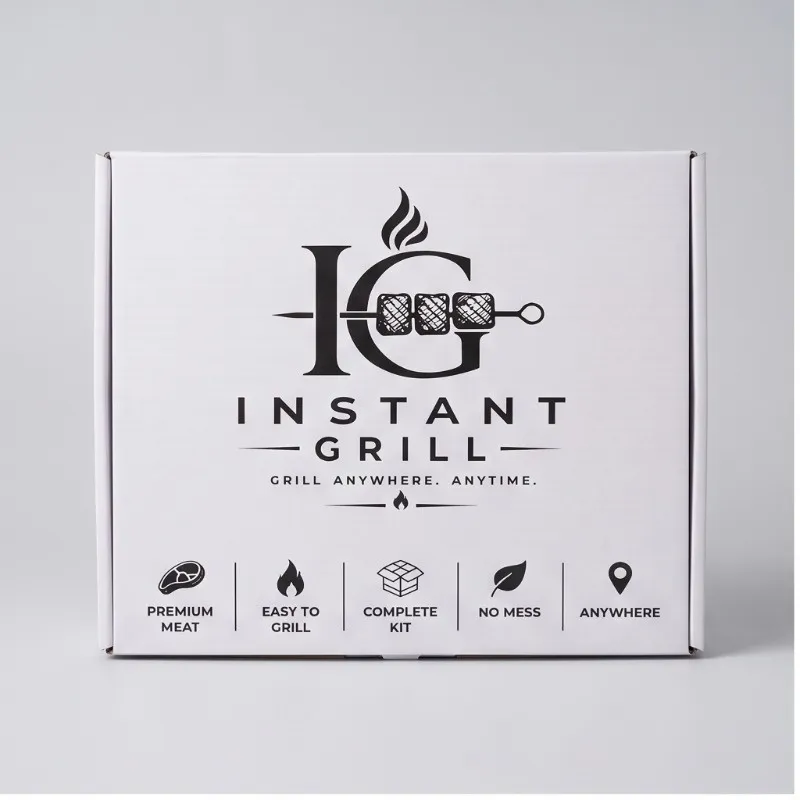 IG
INSTANT
GRILL
GRILL ANYWHERE. ANYTIME.
PREMIUM
MEAT
EASY TO
GRILL
COMPLETE
KIT
NO MESS
ANYWHERE